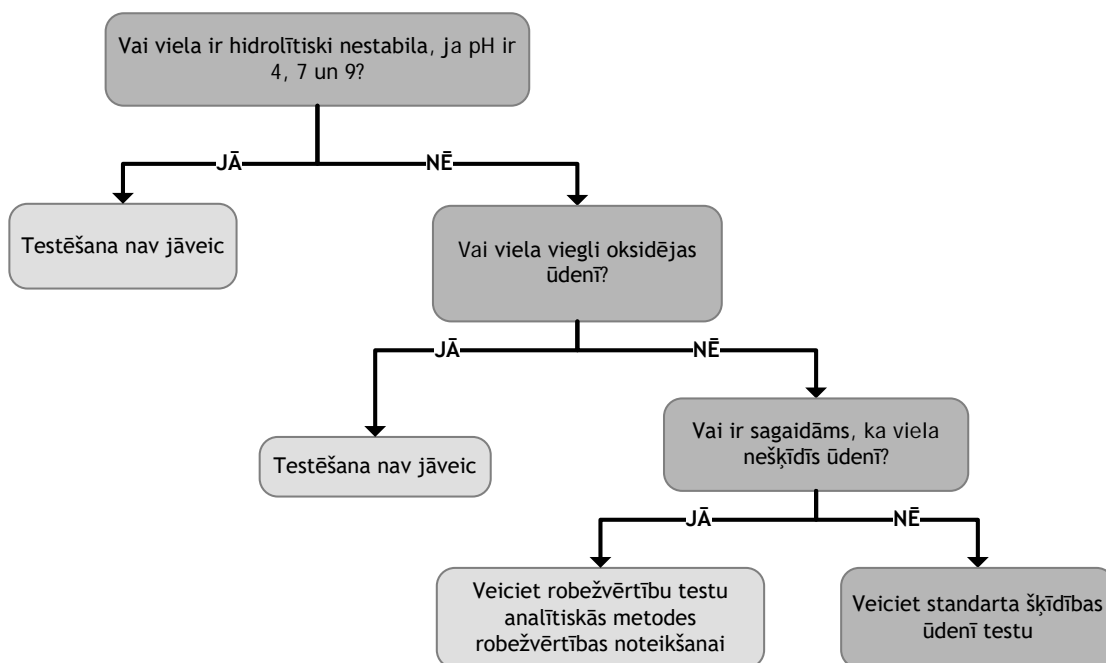 Vai viela ir hidrolītiski nestabila, ja pH ir
4, 7 un 9?
JĀ
NĒ
Testēšana nav jāveic
Vai viela viegli oksidējas
ūdenī?
JĀ
NĒ
Testēšana nav jāveic
Vai ir sagaidāms, ka viela
nešķīdīs ūdenī?
JĀ
NĒ
Veiciet robežvērtību testu
analītiskās metodes
robežvērtības noteikšanai
Veiciet standarta šķīdības
ūdenī testu